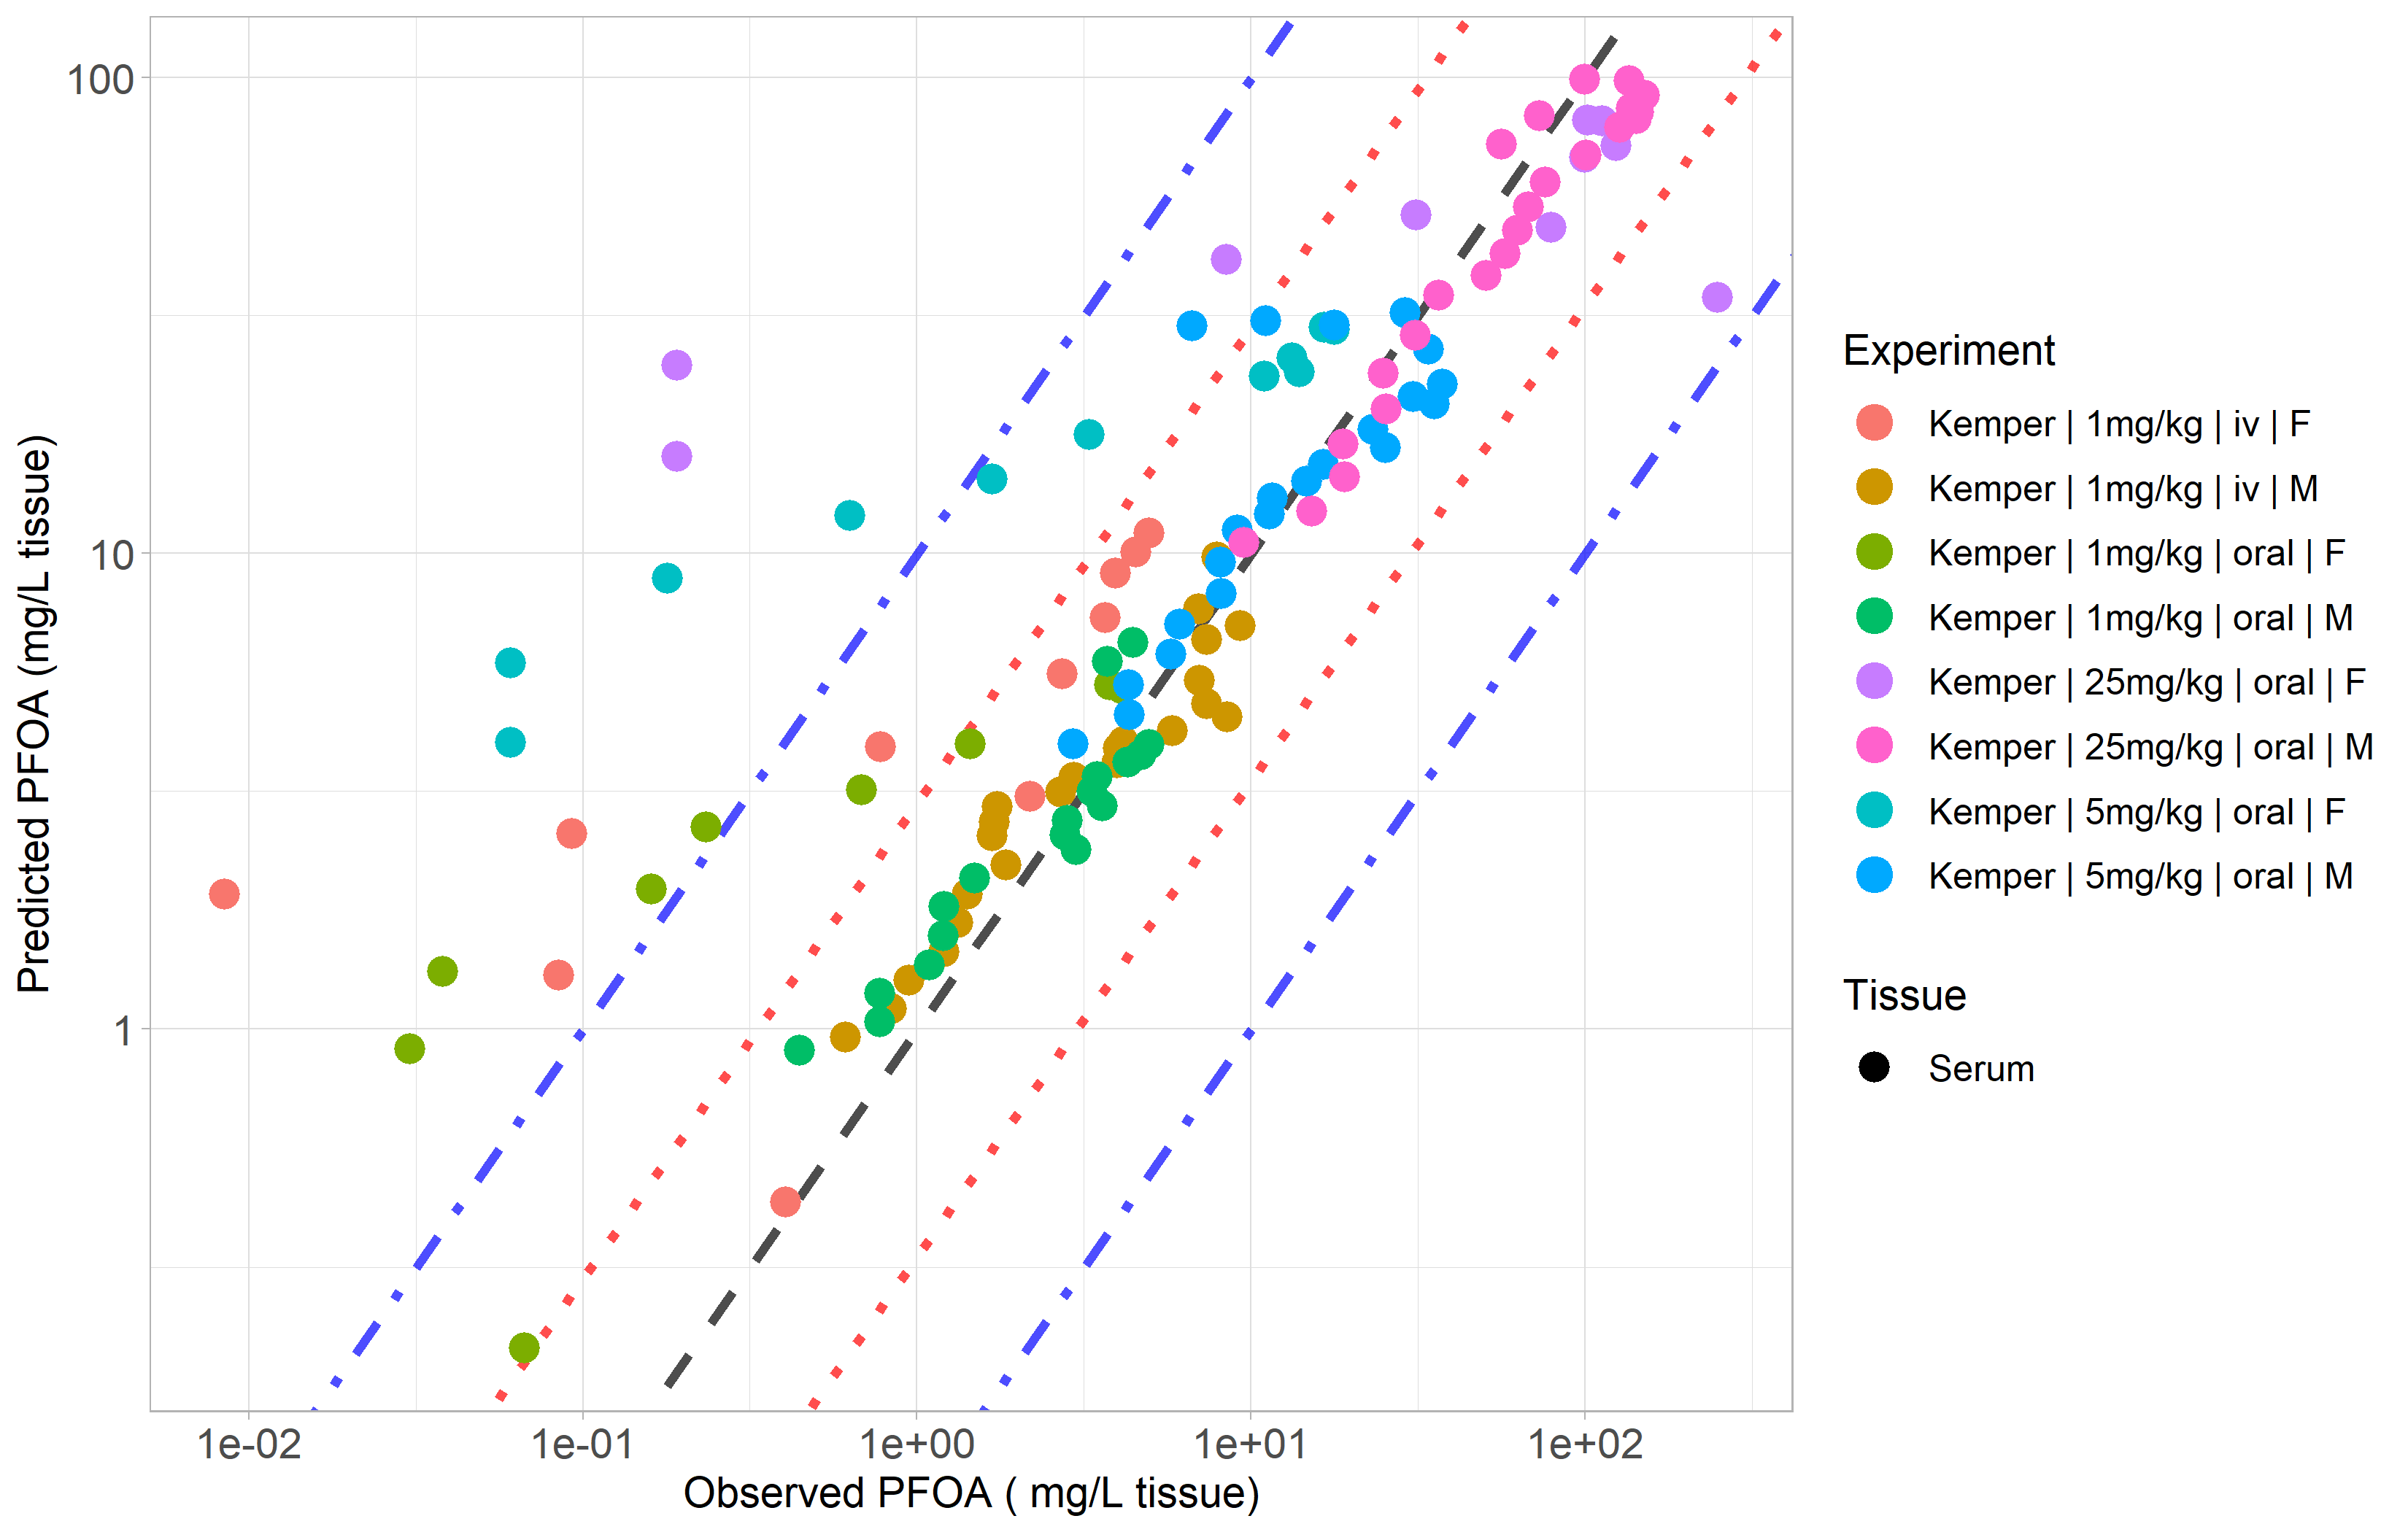 Predicted PFOA (mg/L tissue)
100
10
1
1e-02
1e-01
1e+00
1e+01
1e+02
Observed PFOA ( mg/L tissue)
Experiment
Kemper | 1mg/kg | iv | F
Kemper | 1mg/kg | iv | M
Kemper | 1mg/kg | oral | F
Kemper | 1mg/kg | oral | M
Kemper | 25mg/kg | oral | F
Kemper | 25mg/kg | oral | M
Kemper | 5mg/kg | oral | F
Kemper | 5mg/kg | oral | M
Tissue
Serum